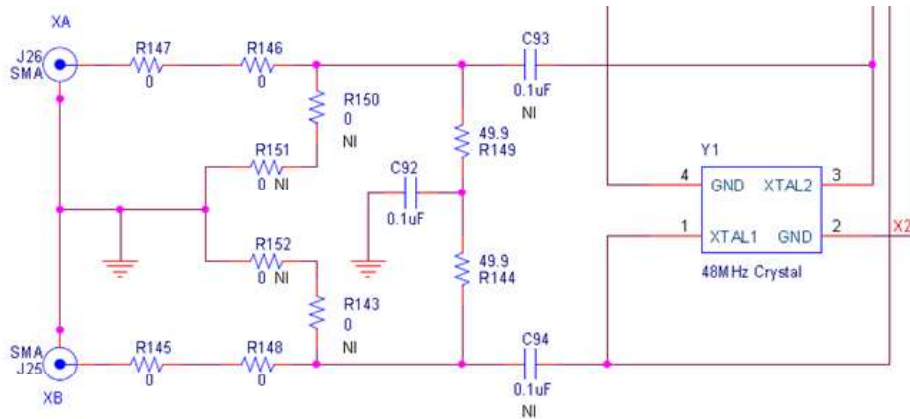 XA
J26
SMA
R147
0
R146
0
C93
0.1uF
NI
R150
0
NI
R151
0 NI
49.9
R149
C92
0.1uF
Y1
4 GND XTAL2 3
1 XTAL1 GND 2 X2
48MHz Crystal
R152
0 NI
49.9
R144
R143
0
NI
SMA
J25
XB
R145
0
R148
0
C94
0.1uF
NI